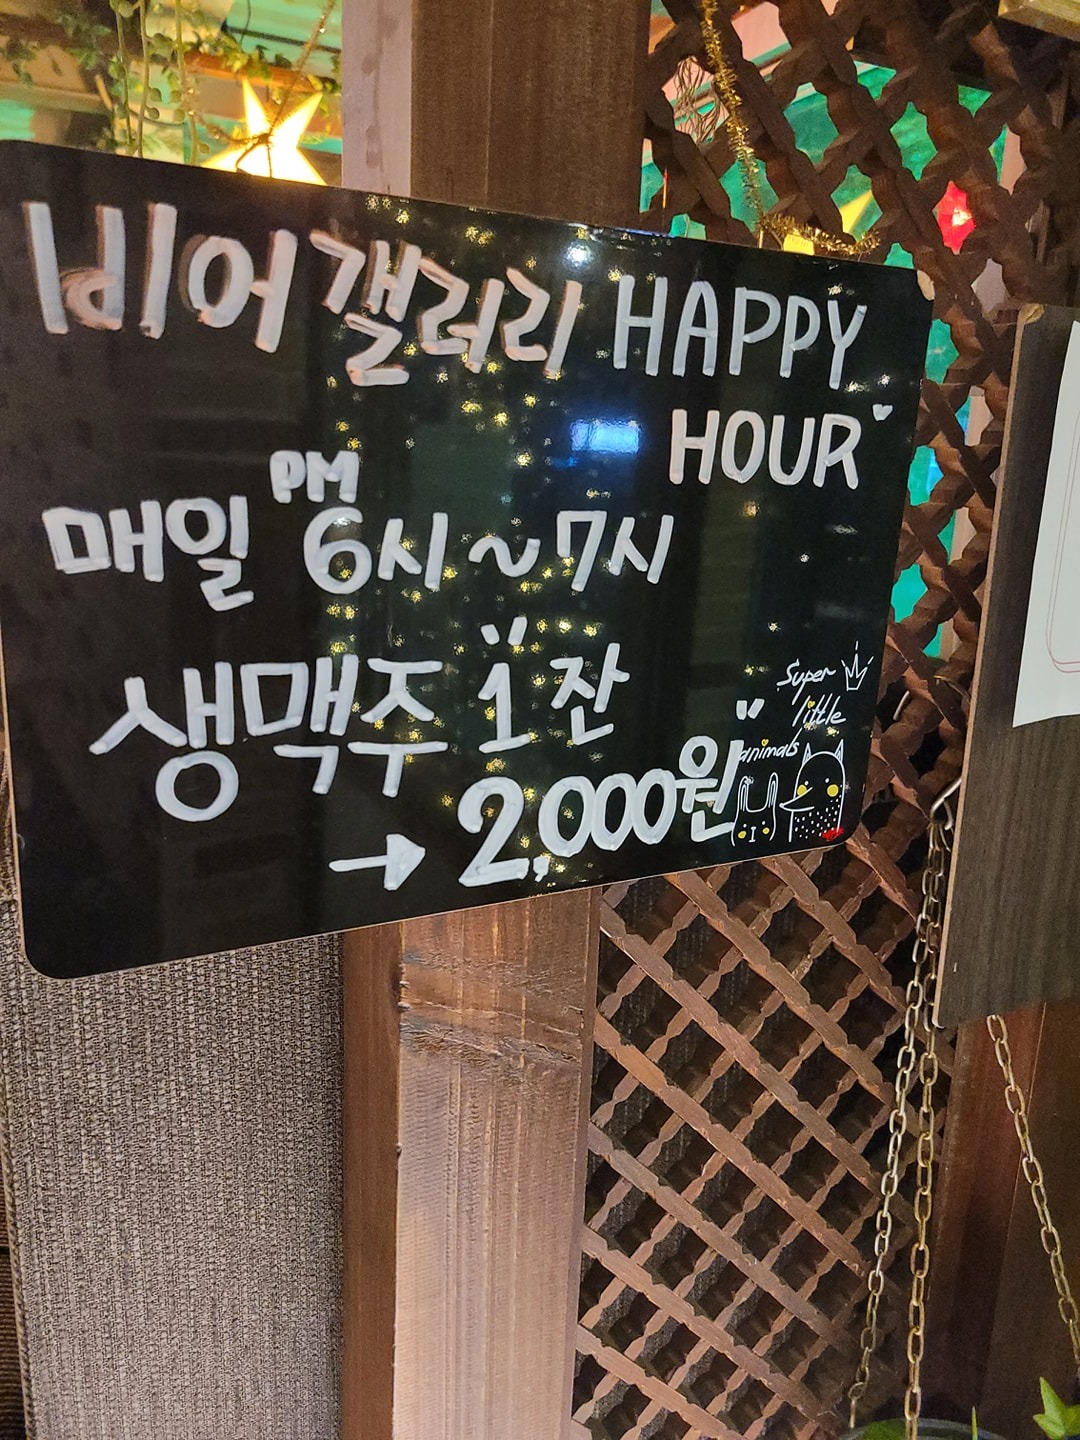 비어갤러리 HAPPY
HOUR
PM
매일 6시~7시
생맥주 1잔
→ 2,000원
Super
little
animals